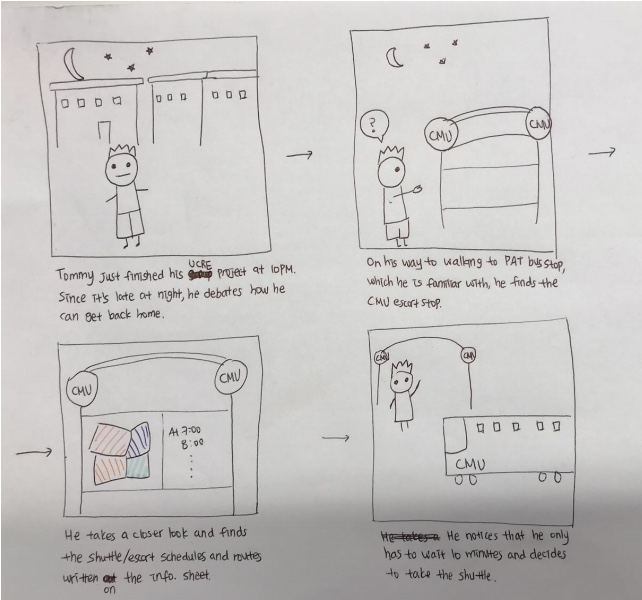 Tommy just finished his UCRE project at 10PM.
Since it's late at night, he debates how he
can get back home.
?
CMU CMU
On his way to walking to PAT bus stop,
which he is familiar with, he finds the
CMU escort stop.
CMU CMU
At 7:00
8:00
He takes a closer look and finds
the shuttle/escort schedules and routes
written on the info. sheet.
CMU CMU
CMU
He takes a He notices that he only
has to wait 10 minutes and decides
to take the shuttle.